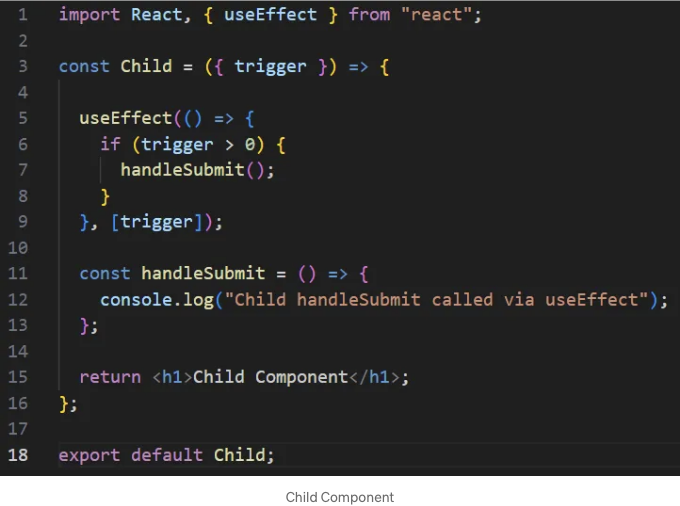 1 import React, { useEffect } from "react";
2
3 const Child = ({ trigger }) => {
4
5 useEffect(() => {
6 if (trigger > 0) {
7 handleSubmit();
8 }
9 }, [trigger]);
10
11 const handleSubmit = () => {
12 console.log("Child handleSubmit called via useEffect");
13 };
14
15 return <h1>Child Component</h1>;
16 };
17
18 export default Child;
Child Component